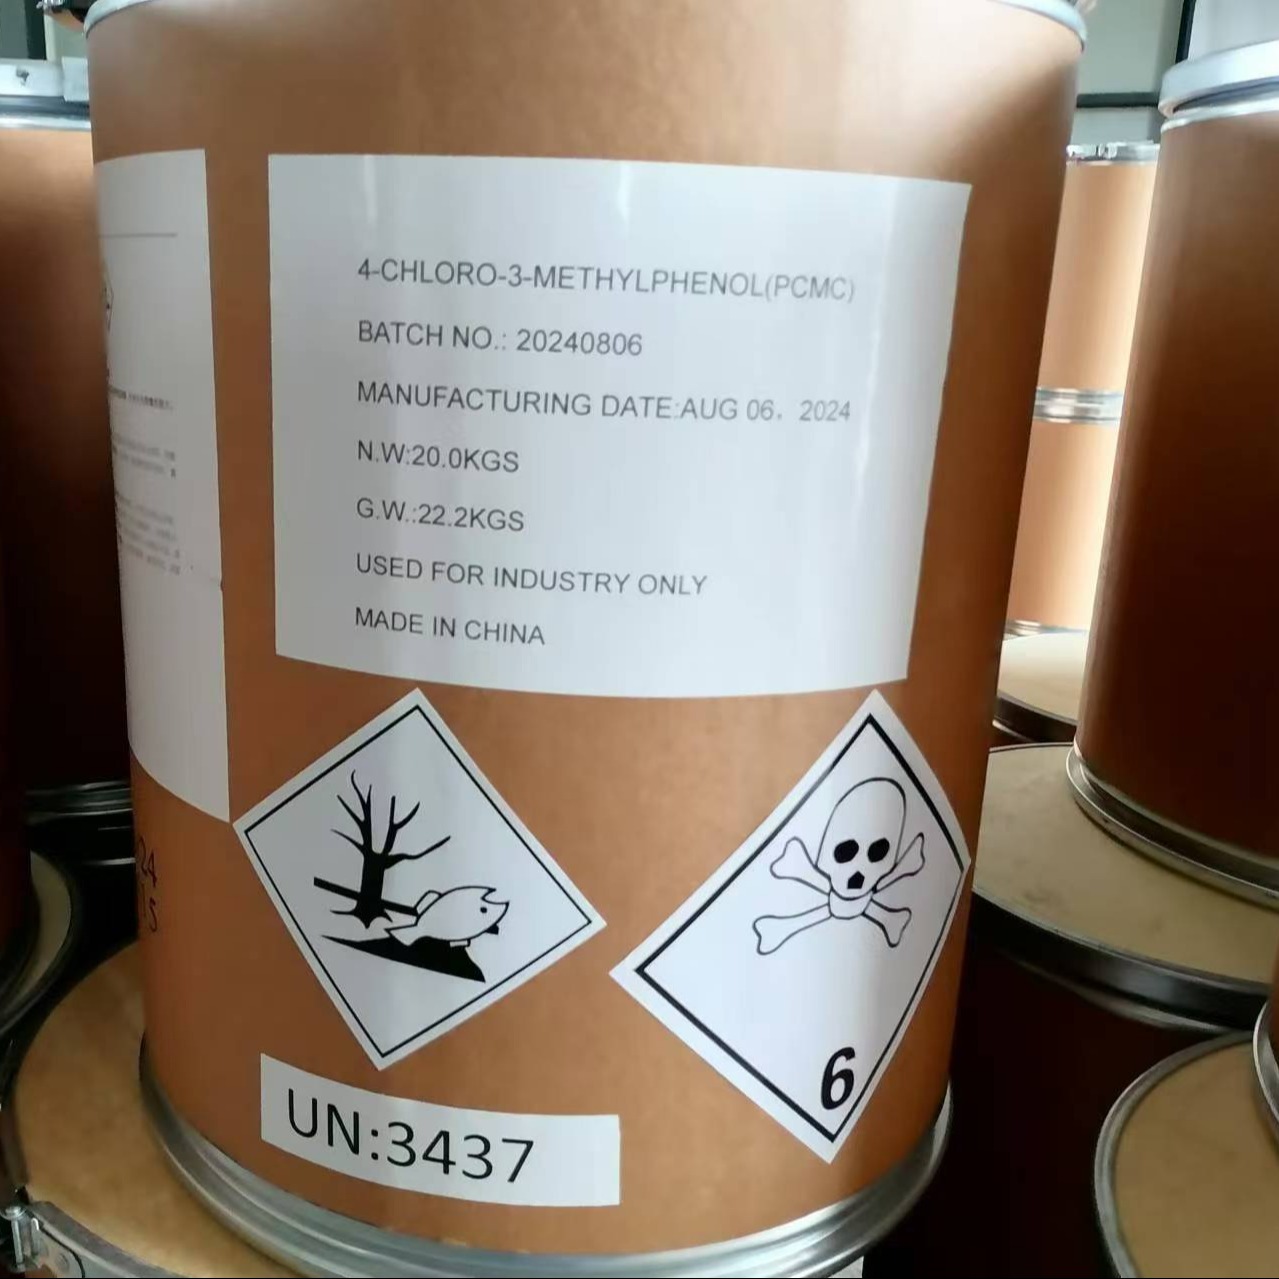 4-CHLORO-3-METHYLPHENOL(PCMC)
BATCH NO.: 20240806
MANUFACTURING DATE:AUG 06, 2024
N.W:20.0KGS
G.W.:22.2KGS
USED FOR INDUSTRY ONLY
MADE IN CHINA
6
UN:3437